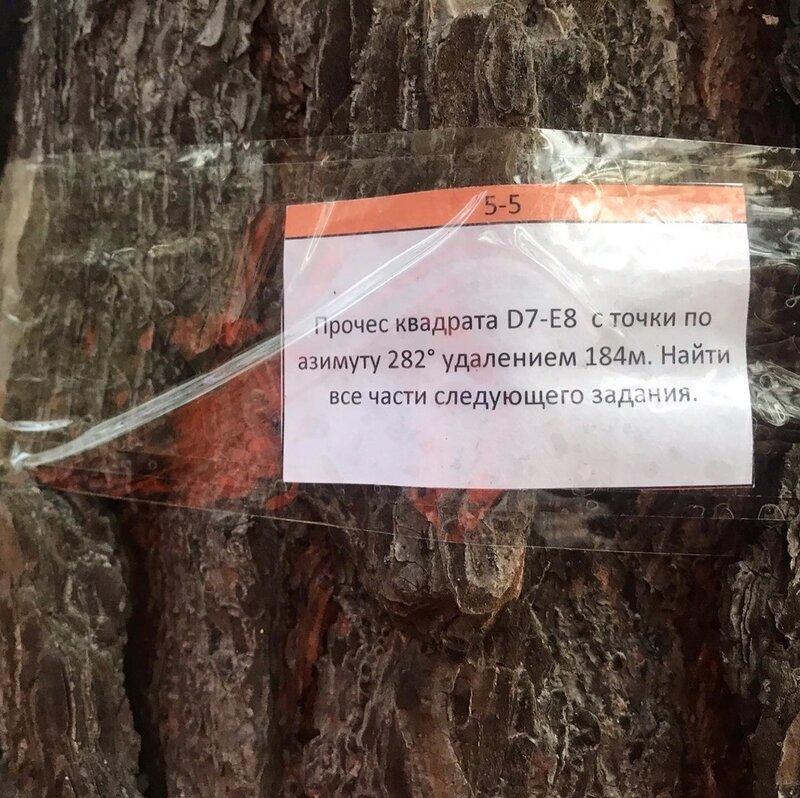 5-5
Прочес квадрата D7-E8 с точки по
азимуту 282° удалением 184м. Найти
все части следующего задания.